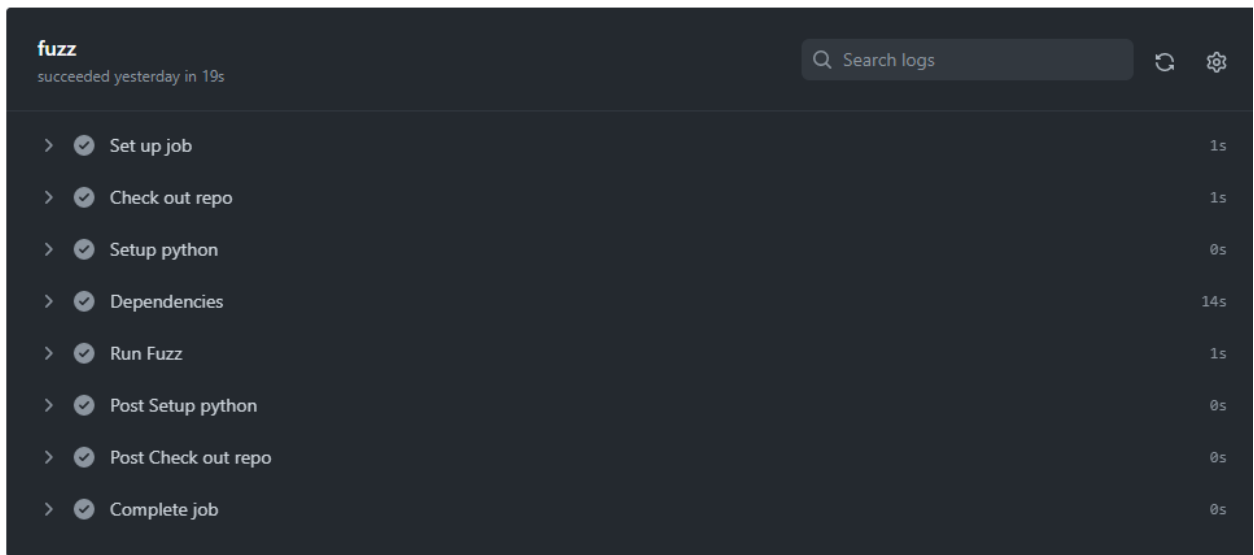 fuzz
succeeded yesterday in 19s
Search logs
Set up job 1s
Check out repo 1s
Setup python 0s
Dependencies 14s
Run Fuzz 1s
Post Setup python 0s
Post Check out repo 0s
Complete job 0s